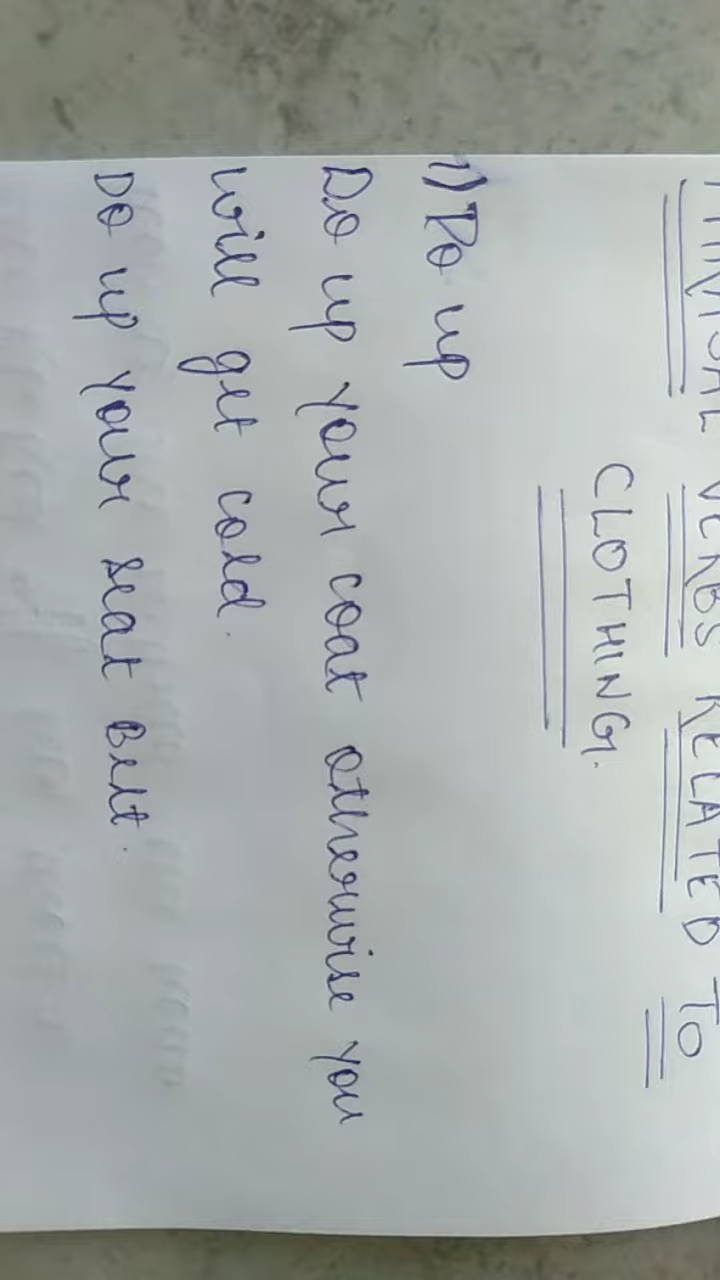 PHRASAL VERBS RELATED TO
CLOTHING.
1) Do up
Do up your coat otherwise you
will get cold.
Do up your seat Belt.